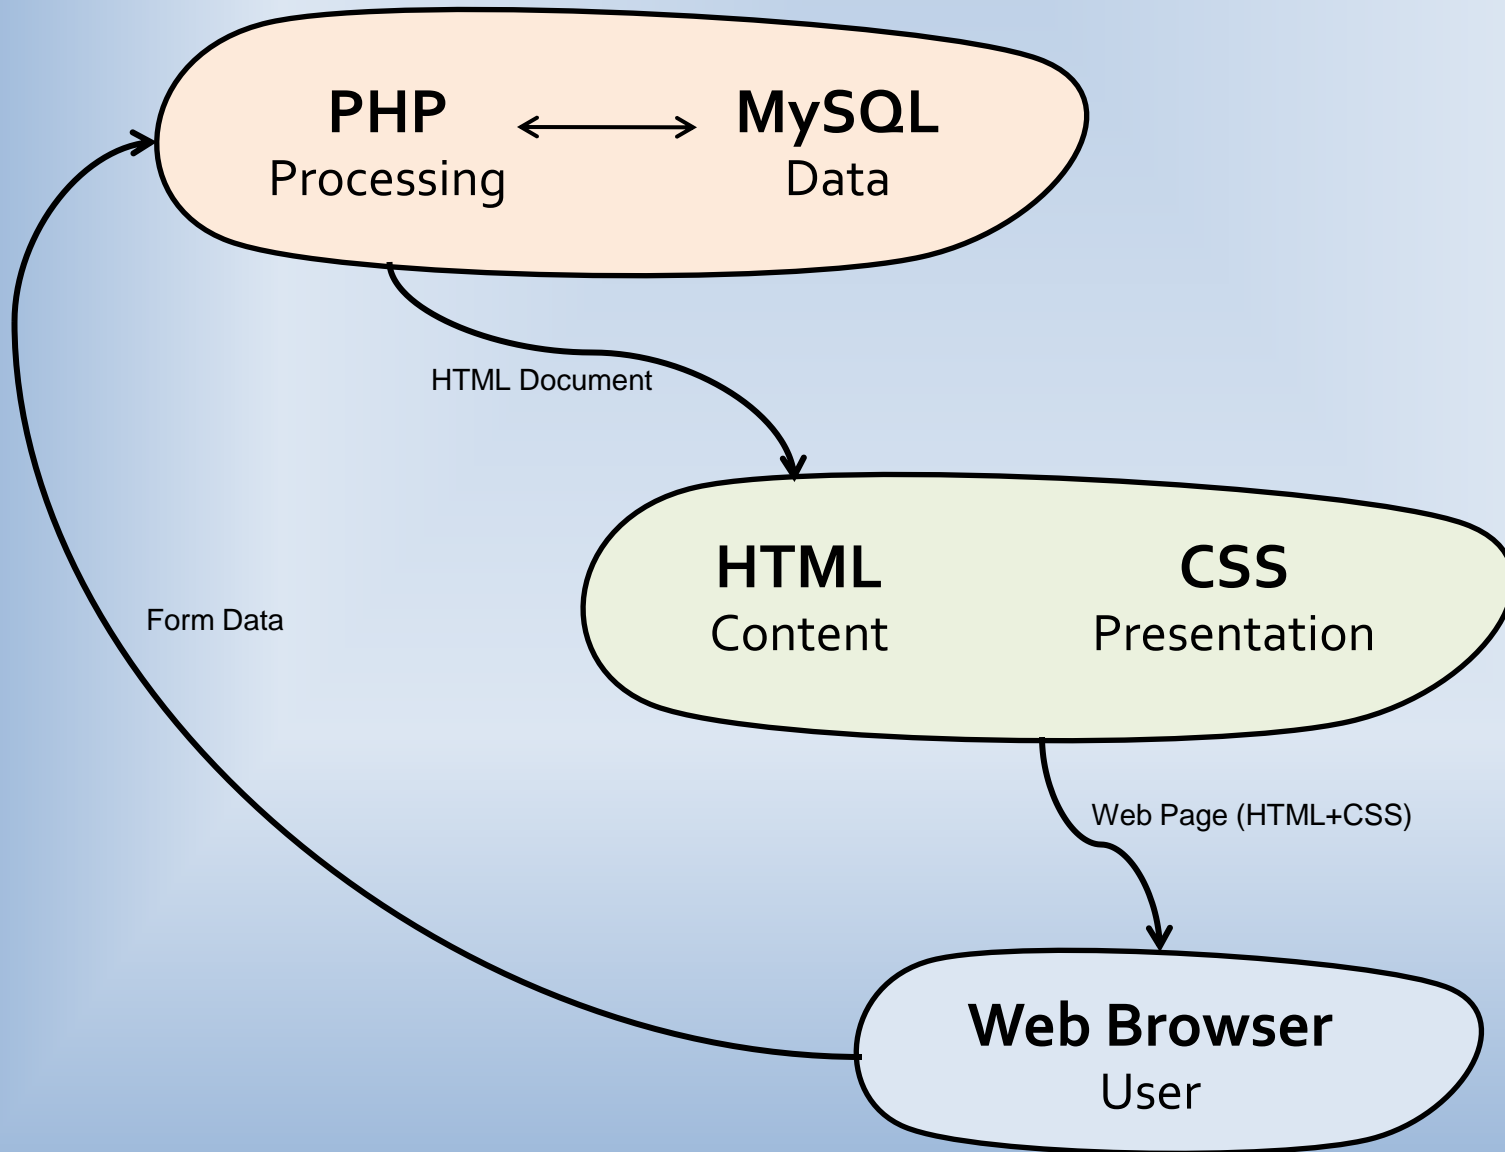 PHP
Processing
MySQL
Data
HTML Document
HTML
Content
CSS
Presentation
Form Data
Web Page (HTML+CSS)
Web Browser
User